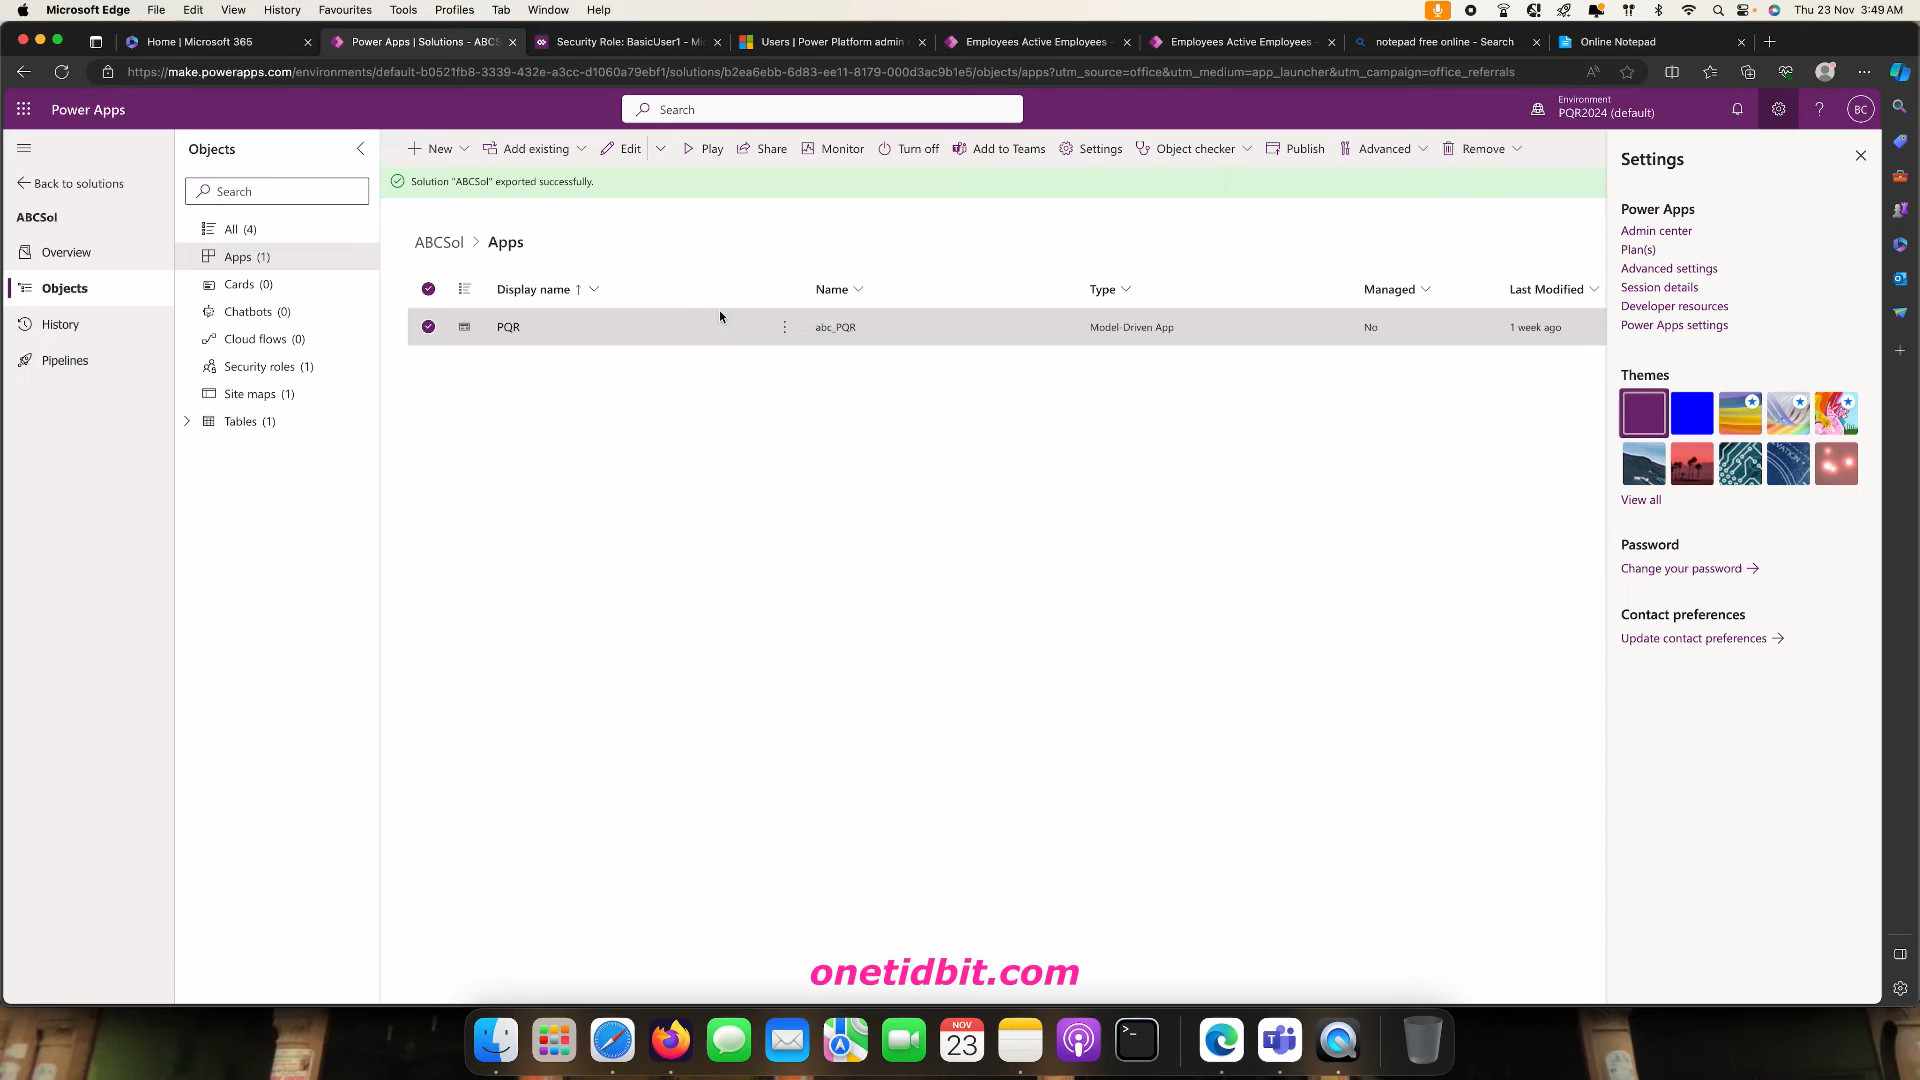 Microsoft Edge File Edit View History Favourites Tools Profiles Tab Window Help Thu 23 Nov 3:49 AM
Home | Microsoft 365 Power Apps | Solutions - ABCS Security Role: BasicUser1 - Mi Users | Power Platform admin Employees Active Employees - Employees Active Employees - notepad free online - Search Online Notepad
https://make.powerapps.com/environments/default-b0521fb8-3339-432e-a3cc-d1060a79ebf1/solutions/b2ea6ebb-6d83-ee11-8179-000d3ac9b1e5/objects/apps?utm_source=office&utm_medium=app_launcher&utm_campaign=office_referrals
Power Apps
Search
Environment
PQR2024 (default)
BC
Back to solutions
ABCSol
Overview
Objects
History
Pipelines
Objects
Search
All (4)
Apps (1)
Cards (0)
Chatbots (0)
Cloud flows (0)
Security roles (1)
Site maps (1)
Tables (1)
New Add existing Edit Play Share Monitor Turn off Add to Teams Settings Object checker Publish Advanced Remove
Solution "ABCSol" exported successfully.
ABCSol > Apps
Display name ↑ Name Type Managed Last Modified
PQR abc_PQR Model-Driven App No 1 week ago
Settings
Power Apps
Admin center
Plan(s)
Advanced settings
Session details
Developer resources
Power Apps settings
Themes
View all
Password
Change your password
Contact preferences
Update contact preferences
onetidbit.com
NOV
23